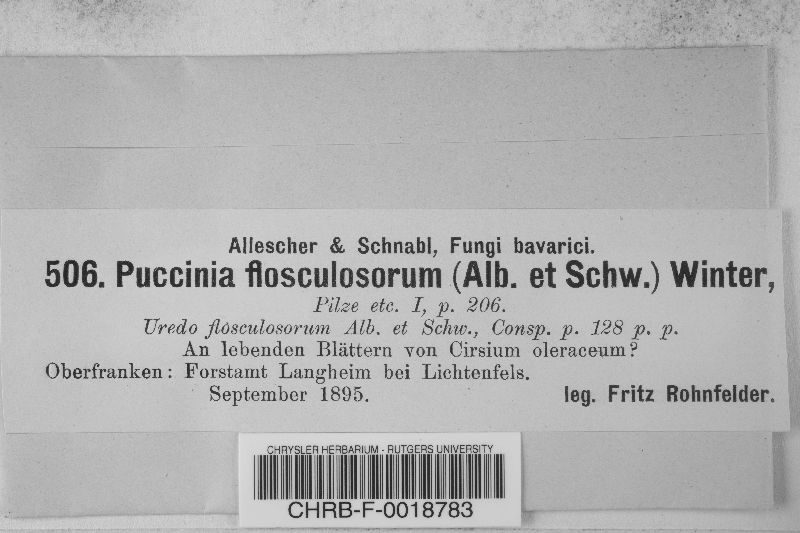 Allescher & Schnabl, Fungi bavarici.
506. Puccinia flosculosorum (Alb. et Schw.) Winter,
Pilze etc. I, p. 206.
Uredo flosculosorum Alb. et Schw., Consp. p. 128 p. p.
An lebenden Blättern von Cirsium oleraceum?
Oberfranken: Forstamt Langheim bei Lichtenfels.
September 1895. leg. Fritz Rohnfelder.
CHRYSLER HERBARIUM - RUTGERS UNIVERSITY
CHRB-F-0018783